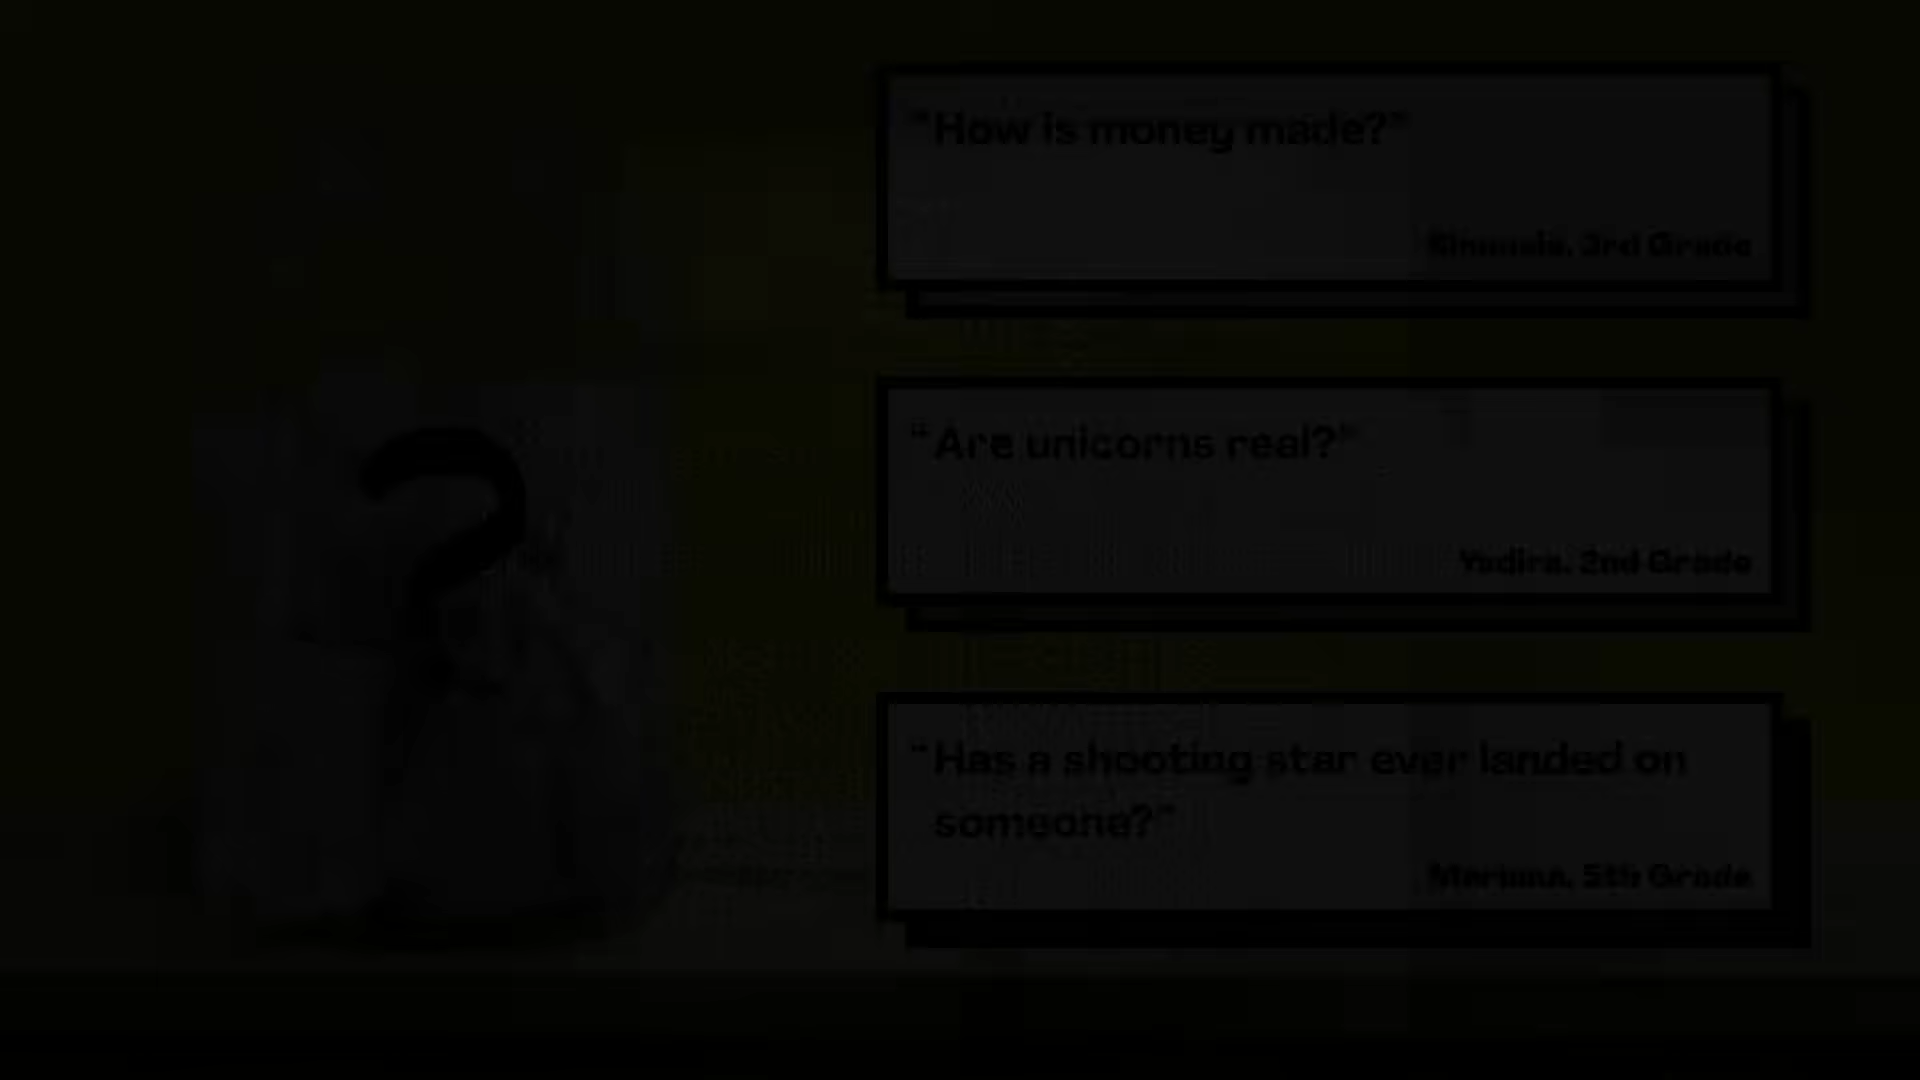 ?
“How is money made?”
3rd Grade
“Are unicorns real?”
Yadira, 2nd Grade
“Has a shooting star ever landed on
someone?”
5th Grade